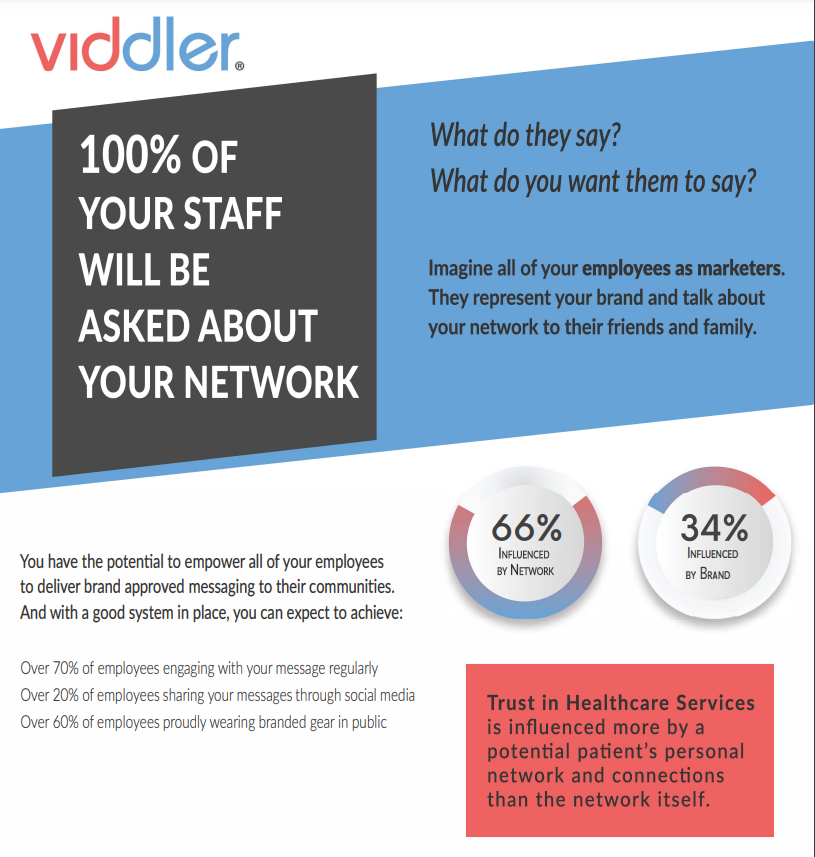 viddler®
100% OF
YOUR STAFF
WILL BE
ASKED ABOUT
YOUR NETWORK
What do they say?
What do you want them to say?
Imagine all of your employees as marketers.
They represent your brand and talk about
your network to their friends and family.
66%
INFLUENCED
BY NETWORK
34%
INFLUENCED
BY BRAND
You have the potential to empower all of your employees
to deliver brand approved messaging to their communities.
And with a good system in place, you can expect to achieve:
Over 70% of employees engaging with your message regularly
Over 20% of employees sharing your messages through social media
Over 60% of employees proudly wearing branded gear in public
Trust in Healthcare Services
is influenced more by a
potential patient's personal
network and connections
than the network itself.